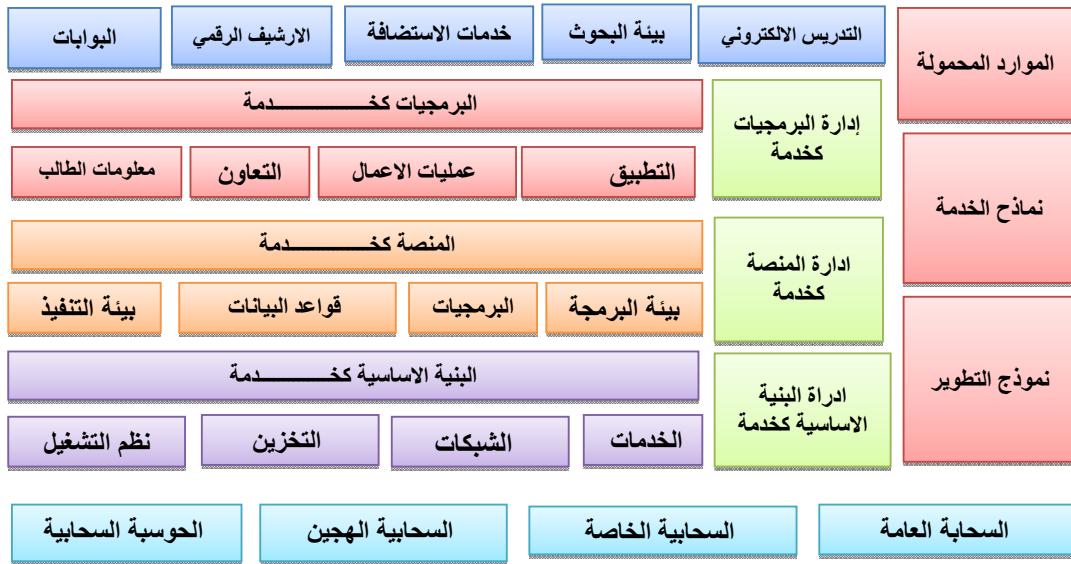 التدريس الالكتروني
بيئة البحوث
خدمات الاستضافة
الارشيف الرقمي
البوابات
الموارد المحمولة
البرمجيات كخـــــــــــدمة
إدارة البرمجيات
كخدمة
التطبيق
عمليات الاعمال
التعاون
معلومات الطالب
نماذح الخدمة
المنصة كخـــــــــــدمة
ادارة المنصة
كخدمة
بيئة البرمجة
البرمجيات
قواعد البيانات
بيئة التنفيذ
نموذج التطوير
البنية الاساسية كخـــــــــــدمة
ادراة البنية
الاساسية كخدمة
الخدمات
الشبكات
التخزين
نظم التشغيل
السحابة العامة
السحابية الخاصة
السحابية الهجين
الحوسبة السحابية